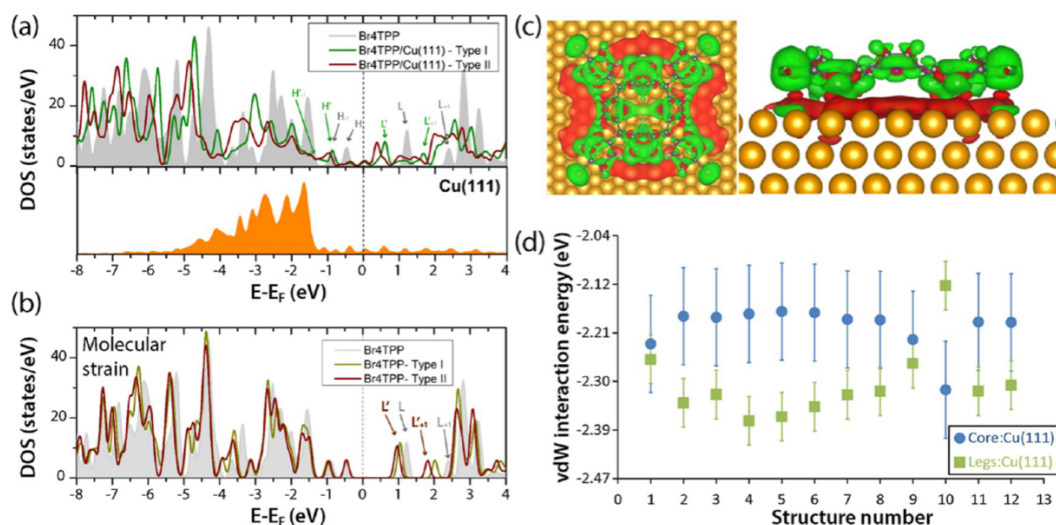 (a)
DOS (states/eV)
40
20
0
Br4TPP
Br4TPP/Cu(111) - Type I
Br4TPP/Cu(111) - Type II
H'
H
L'
L
Cu(111)
-8 -7 -6 -5 -4 -3 -2 -1 0 1 2 3 4
E-EF (eV)
(b)
DOS (states/eV)
40
20
0
Molecular
strain
Br4TPP
Br4TPP- Type I
Br4TPP- Type II
L' L L'+1 L+1
-8 -7 -6 -5 -4 -3 -2 -1 0 1 2 3 4
E-EF (eV)
(c)
(d)
vdW interaction energy (eV)
-2.04
-2.12
-2.21
-2.30
-2.39
-2.47
Core:Cu(111)
Legs:Cu(111)
0 1 2 3 4 5 6 7 8 9 10 11 12 13
Structure number